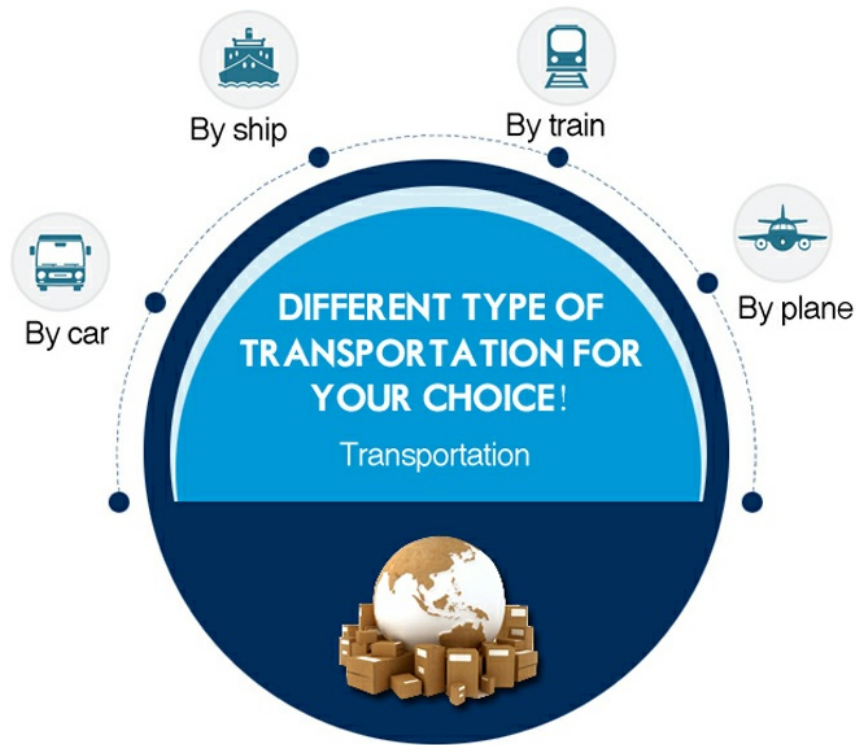 By ship
By train
By car
By plane
DIFFERENT TYPE OF
TRANSPORTATION FOR
YOUR CHOICE!
Transportation